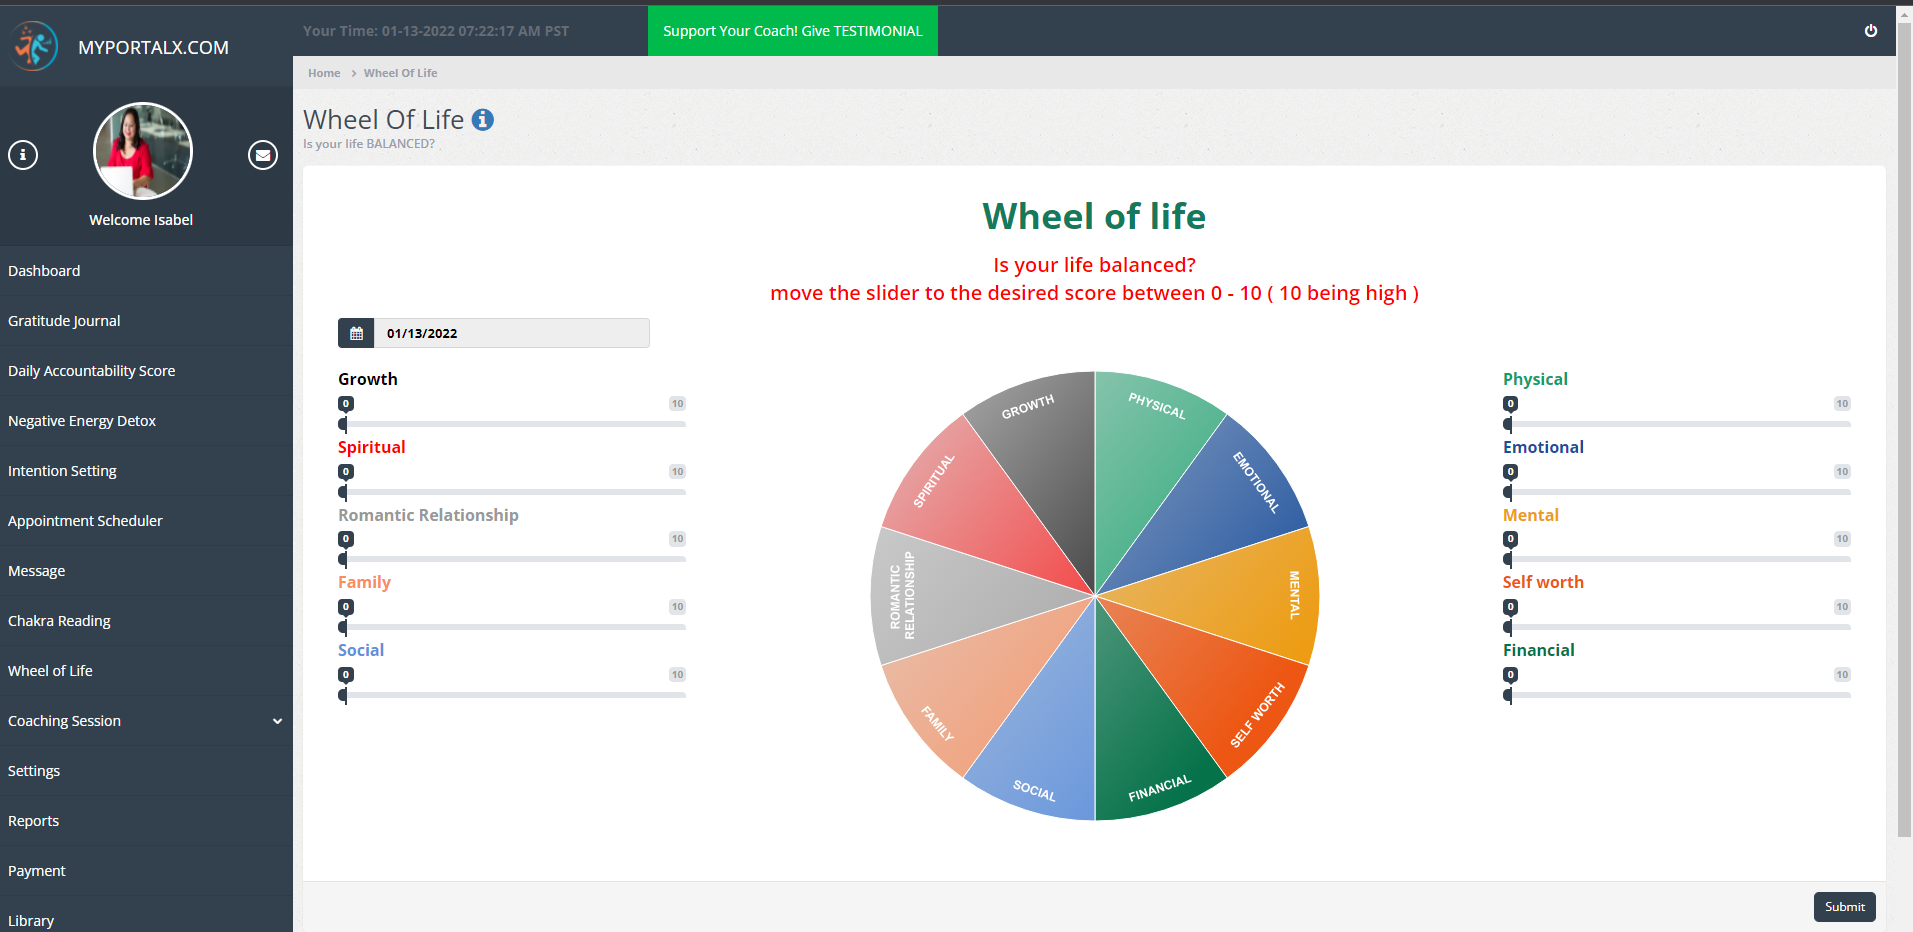 MYPORTALX.COM
Your Time: 01-13-2022 07:22:17 AM PST
Support Your Coach! Give TESTIMONIAL
Welcome Isabel
Dashboard
Gratitude Journal
Daily Accountability Score
Negative Energy Detox
Intention Setting
Appointment Scheduler
Message
Chakra Reading
Wheel of Life
Coaching Session
Settings
Reports
Payment
Library
Home > Wheel Of Life
Wheel Of Life
Is your life BALANCED?
Wheel of life
Is your life balanced?
move the slider to the desired score between 0 - 10 ( 10 being high )
01/13/2022
Growth
0 10
Spiritual
0 10
Romantic Relationship
0 10
Family
0 10
Social
0 10
GROWTH
PHYSICAL
EMOTIONAL
MENTAL
SELF WORTH
FINANCIAL
SOCIAL
FAMILY
ROMANTIC
RELATIONSHIP
SPIRITUAL
Physical
0 10
Emotional
0 10
Mental
0 10
Self worth
0 10
Financial
0 10
Submit